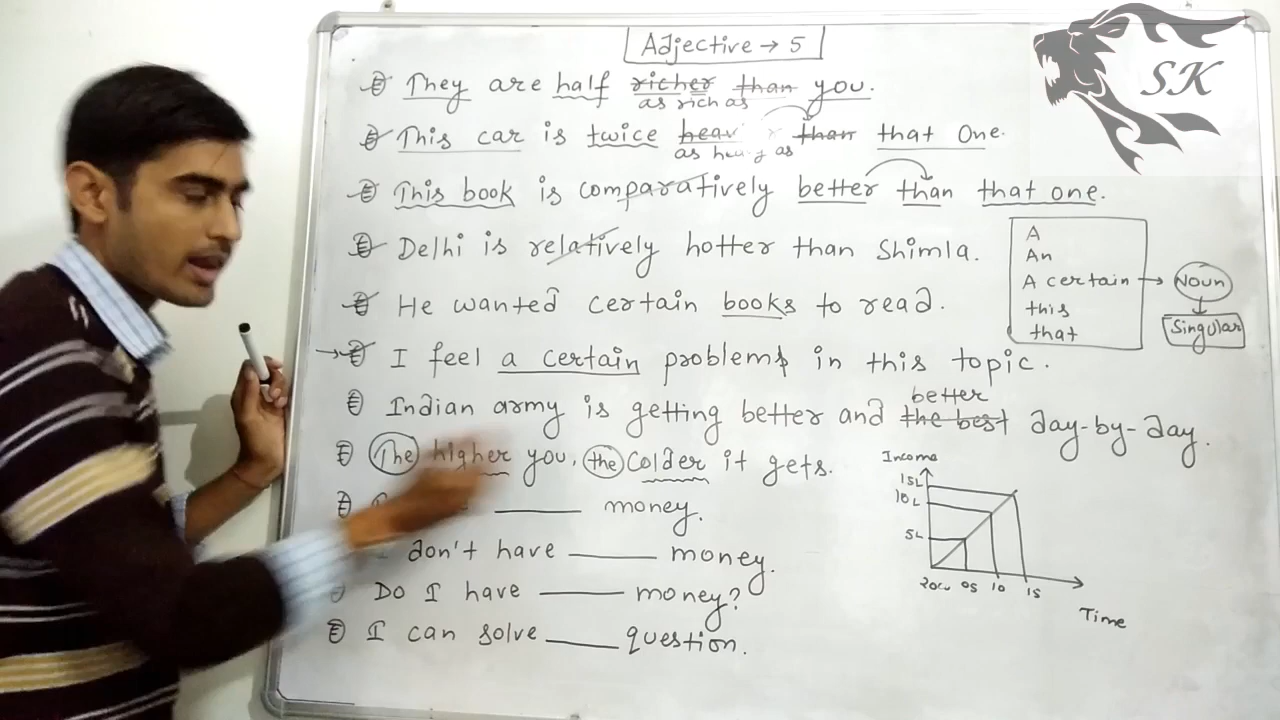 Adjective → 5
They are half richer than you.
as rich as
This car is twice than that One.
as heavy as
This book is comparatively better than that one.
Delhi is relatively hotter than Shimla.
He wanted certain books to read.
I feel a certain problem in this topic.
better
Indian army is getting better and the best day-by-day.
The higher you, the Colder it gets.
money.
don't have ______ money.
Do I have ______ money?
I can solve ______ question.
A
An
A certain → Noun
this
that
Singular
Income
15L
10L
5L
05 10 15
Time
SK